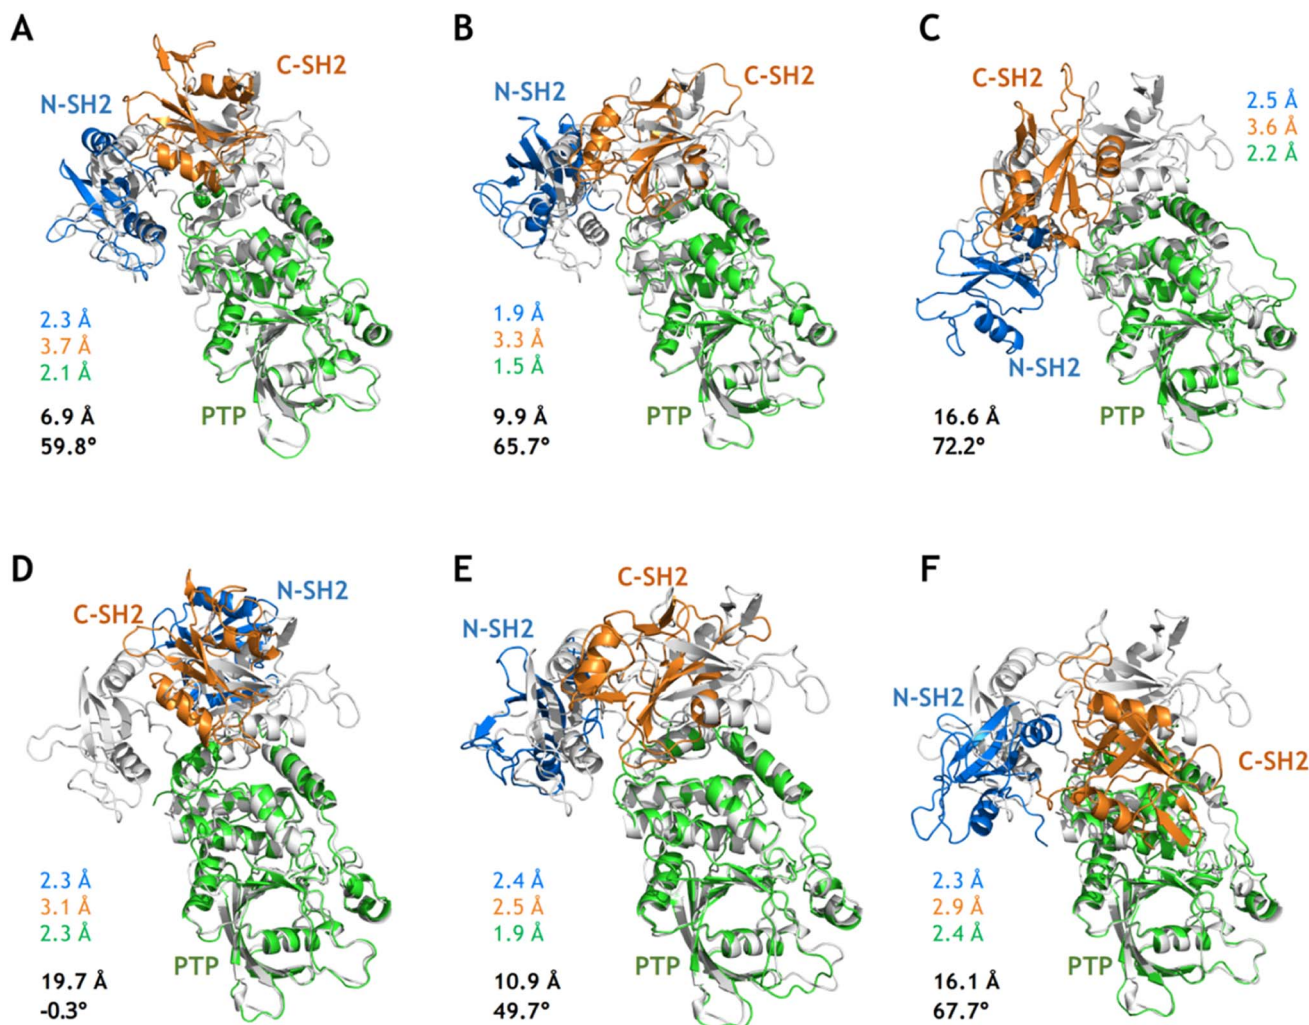 A
C-SH2
N-SH2
2.3 Å
3.7 Å
2.1 Å
6.9 Å
59.8°
PTP
B
N-SH2
C-SH2
1.9 Å
3.3 Å
1.5 Å
9.9 Å
65.7°
PTP
C
C-SH2
2.5 Å
3.6 Å
2.2 Å
N-SH2
16.6 Å
72.2°
PTP
D
C-SH2
N-SH2
2.3 Å
3.1 Å
2.3 Å
19.7 Å
-0.3°
PTP
E
C-SH2
N-SH2
2.4 Å
2.5 Å
1.9 Å
10.9 Å
49.7°
PTP
F
N-SH2
C-SH2
2.3 Å
2.9 Å
2.4 Å
16.1 Å
67.7°
PTP